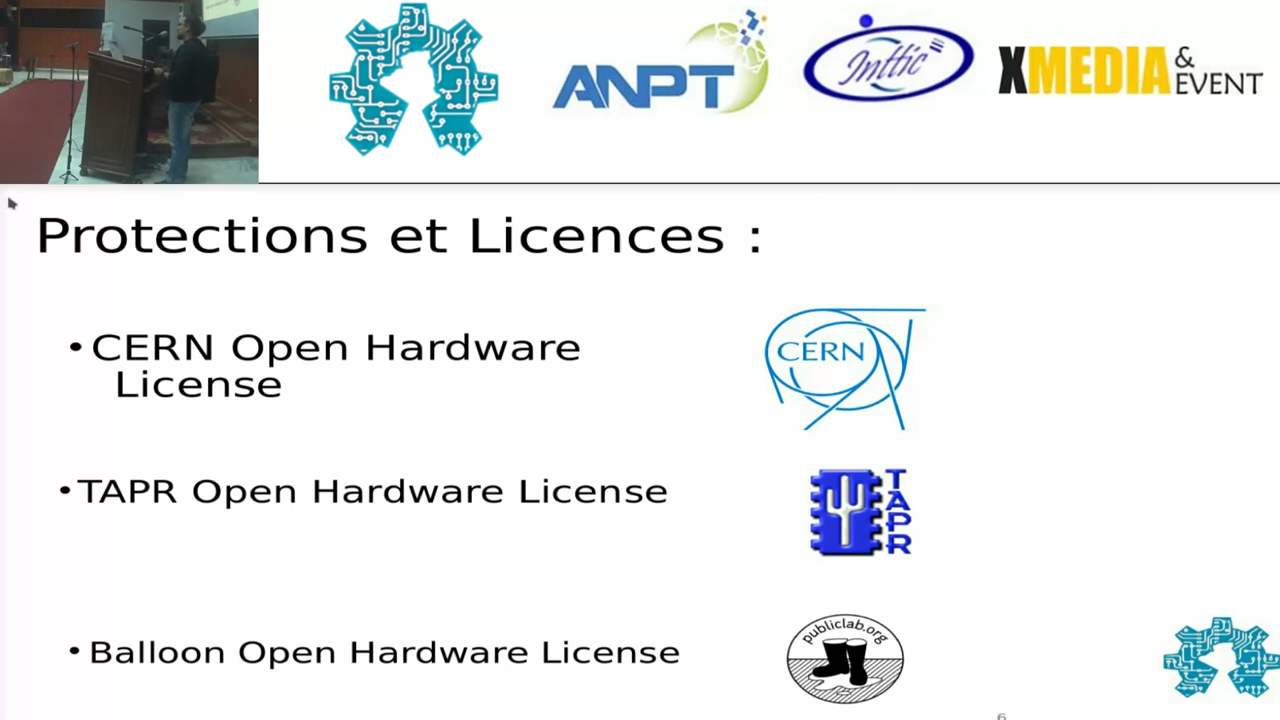 ANPT
Inttic
XMEDIA & EVENT
Protections et Licences :
• CERN Open Hardware
License
CERN
• TAPR Open Hardware License
TAPR
• Balloon Open Hardware License
publiclab.org
6